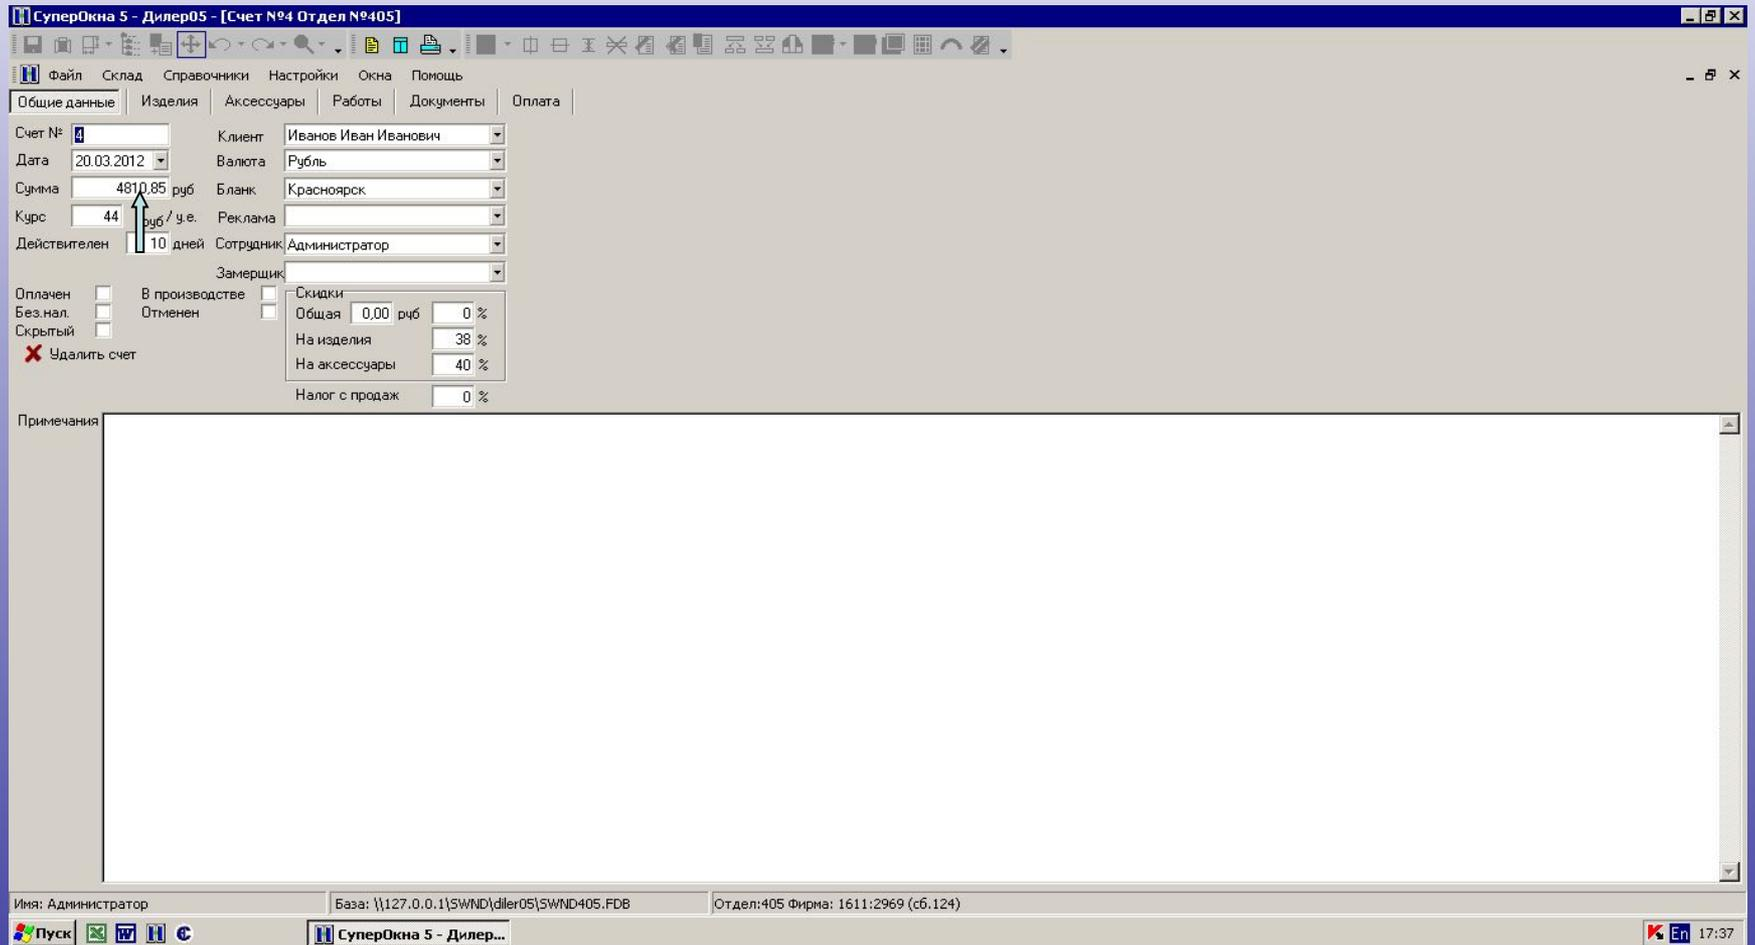 СуперОкна 5 - Дилер05 - [Счет №4 Отдел №405]
Файл Склад Справочники Настройки Окна Помощь
Общие данные Изделия Аксессуары Работы Документы Оплата
Счет № 4 Клиент Иванов Иван Иванович
Дата 20.03.2012 Валюта Рубль
Сумма 4810,85 руб Бланк Красноярск
Курс 44 руб / у.е. Реклама
Действителен 10 дней Сотрудник Администратор
Замерщик
Оплачен В производстве Скидки
Без.нал. Отменен Общая 0,00 руб 0 %
Скрытый На изделия 38 %
Удалить счет На аксессуары 40 %
Налог с продаж 0 %
Примечания
Имя: Администратор База: \\127.0.0.1\SWND\diler05\SWND405.FDB Отдел:405 Фирма: 1611:2969 (сб.124)
Пуск СуперОкна 5 - Дилер... En 17:37